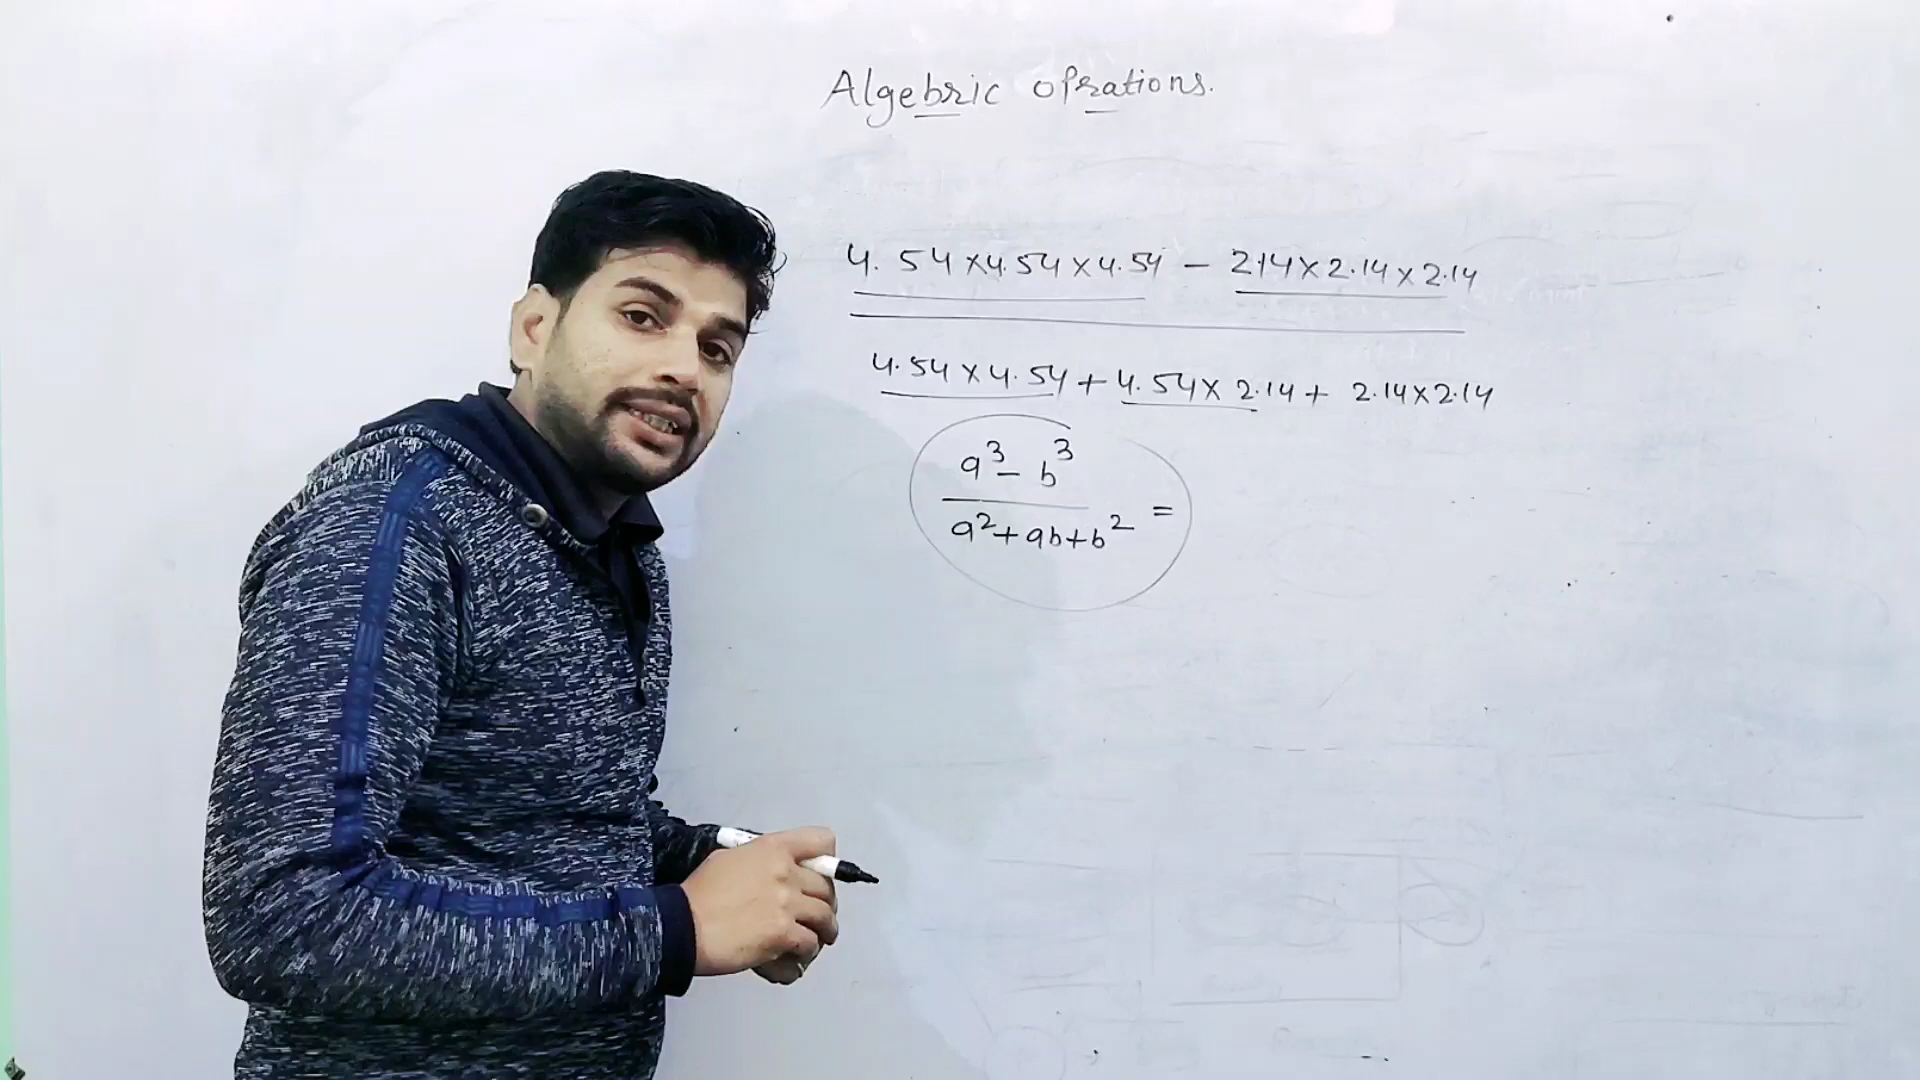 Algebric oprations.
4.54×4.54×4.54 - 214×2.14×2.14
4.54×4.54+4.54×2.14+ 2.14×2.14
a³- b³
a²+ab+b² =